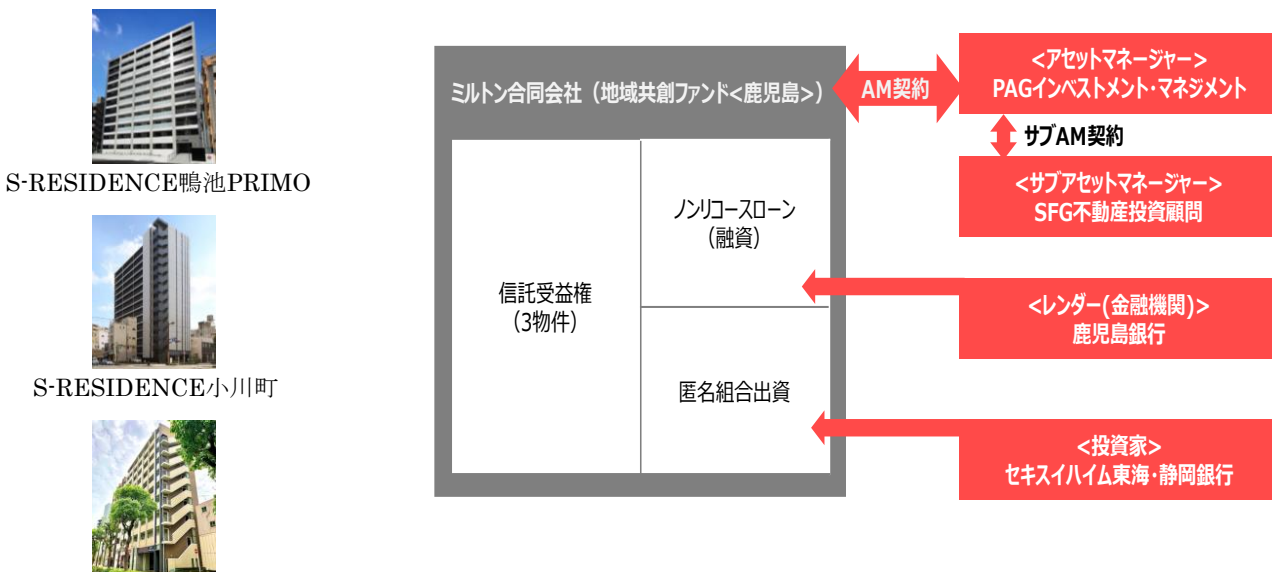 S-RESIDENCE鴨池PRIMO
S-RESIDENCE小川町
ミルトン合同会社（地域共創ファンド<鹿児島>）
信託受益権
（3物件）
ノンリコースローン
（融資）
匿名組合出資
AM契約
<アセットマネージャー>
PAGインベストメント・マネジメント
サブAM契約
<サブアセットマネージャー>
SFG不動産投資顧問
<レンダー(金融機関)>
鹿児島銀行
<投資家>
セキスイハイム東海・静岡銀行